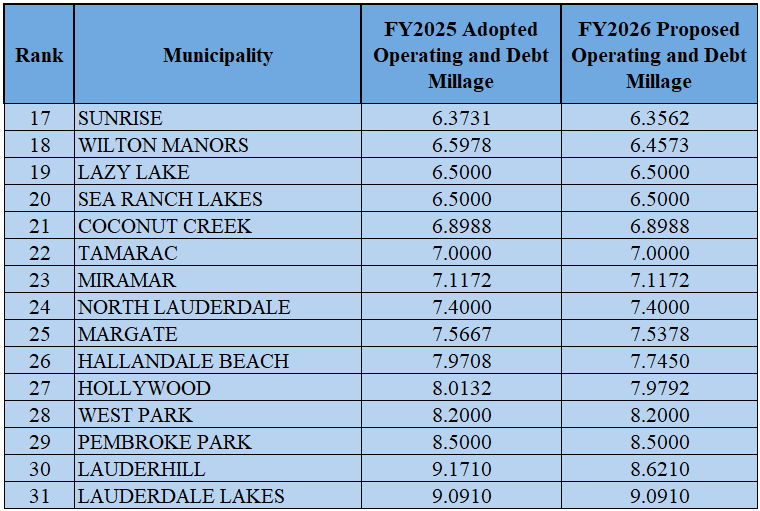 Rank Municipality FY2025 Adopted Operating and Debt Millage FY2026 Proposed Operating and Debt Millage
17 SUNRISE 6.3731 6.3562
18 WILTON MANORS 6.5978 6.4573
19 LAZY LAKE 6.5000 6.5000
20 SEA RANCH LAKES 6.5000 6.5000
21 COCONUT CREEK 6.8988 6.8988
22 TAMARAC 7.0000 7.0000
23 MIRAMAR 7.1172 7.1172
24 NORTH LAUDERDALE 7.4000 7.4000
25 MARGATE 7.5667 7.5378
26 HALLANDALE BEACH 7.9708 7.7450
27 HOLLYWOOD 8.0132 7.9792
28 WEST PARK 8.2000 8.2000
29 PEMBROKE PARK 8.5000 8.5000
30 LAUDERHILL 9.1710 8.6210
31 LAUDERDALE LAKES 9.0910 9.0910